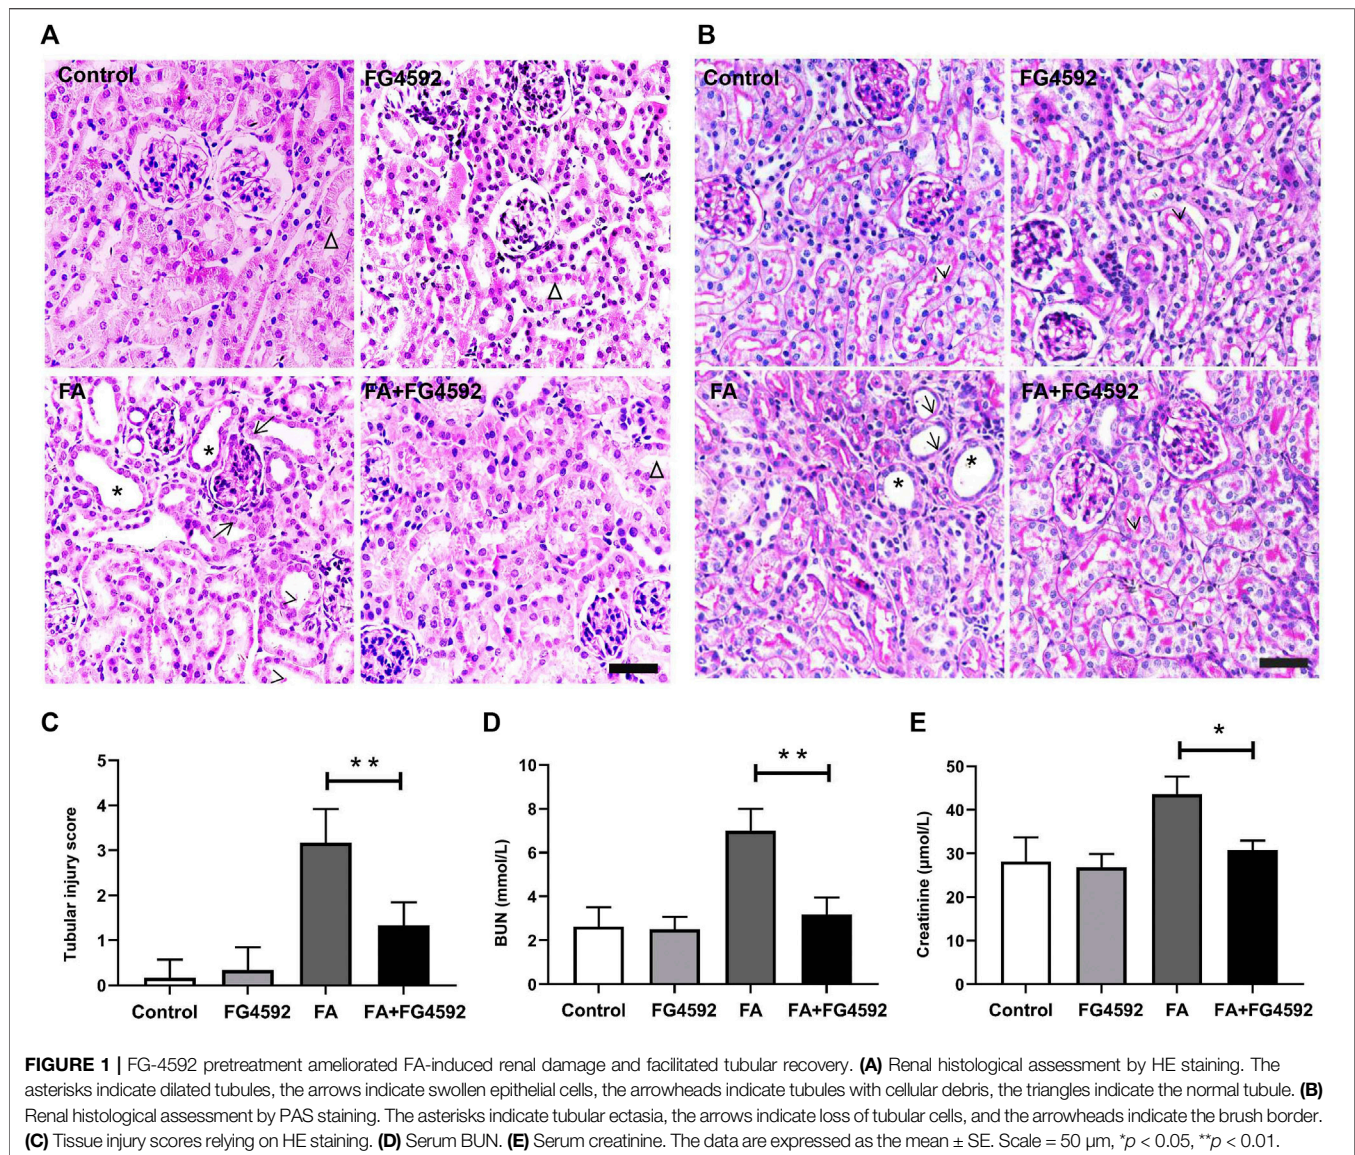 A
B
Control
FG4592
FA
FA+FG4592
*
*
Control
FG4592
FA
FA+FG4592
*
*
C
Tubular injury score
5
4
3
2
1
0
**
Control FG4592 FA FA+FG4592
D
BUN (mmol/L)
10
8
6
4
2
0
**
Control FG4592 FA FA+FG4592
E
Creatinine (μmol/L)
50
40
30
20
10
0
*
Control FG4592 FA FA+FG4592
FIGURE 1 | FG-4592 pretreatment ameliorated FA-induced renal damage and facilitated tubular recovery. (A) Renal histological assessment by HE staining. The
asterisks indicate dilated tubules, the arrows indicate swollen epithelial cells, the arrowheads indicate tubules with cellular debris, the triangles indicate the normal tubule. (B)
Renal histological assessment by PAS staining. The asterisks indicate tubular ectasia, the arrows indicate loss of tubular cells, and the arrowheads indicate the brush border.
(C) Tissue injury scores relying on HE staining. (D) Serum BUN. (E) Serum creatinine. The data are expressed as the mean ± SE. Scale = 50 μm, *p < 0.05, **p < 0.01.